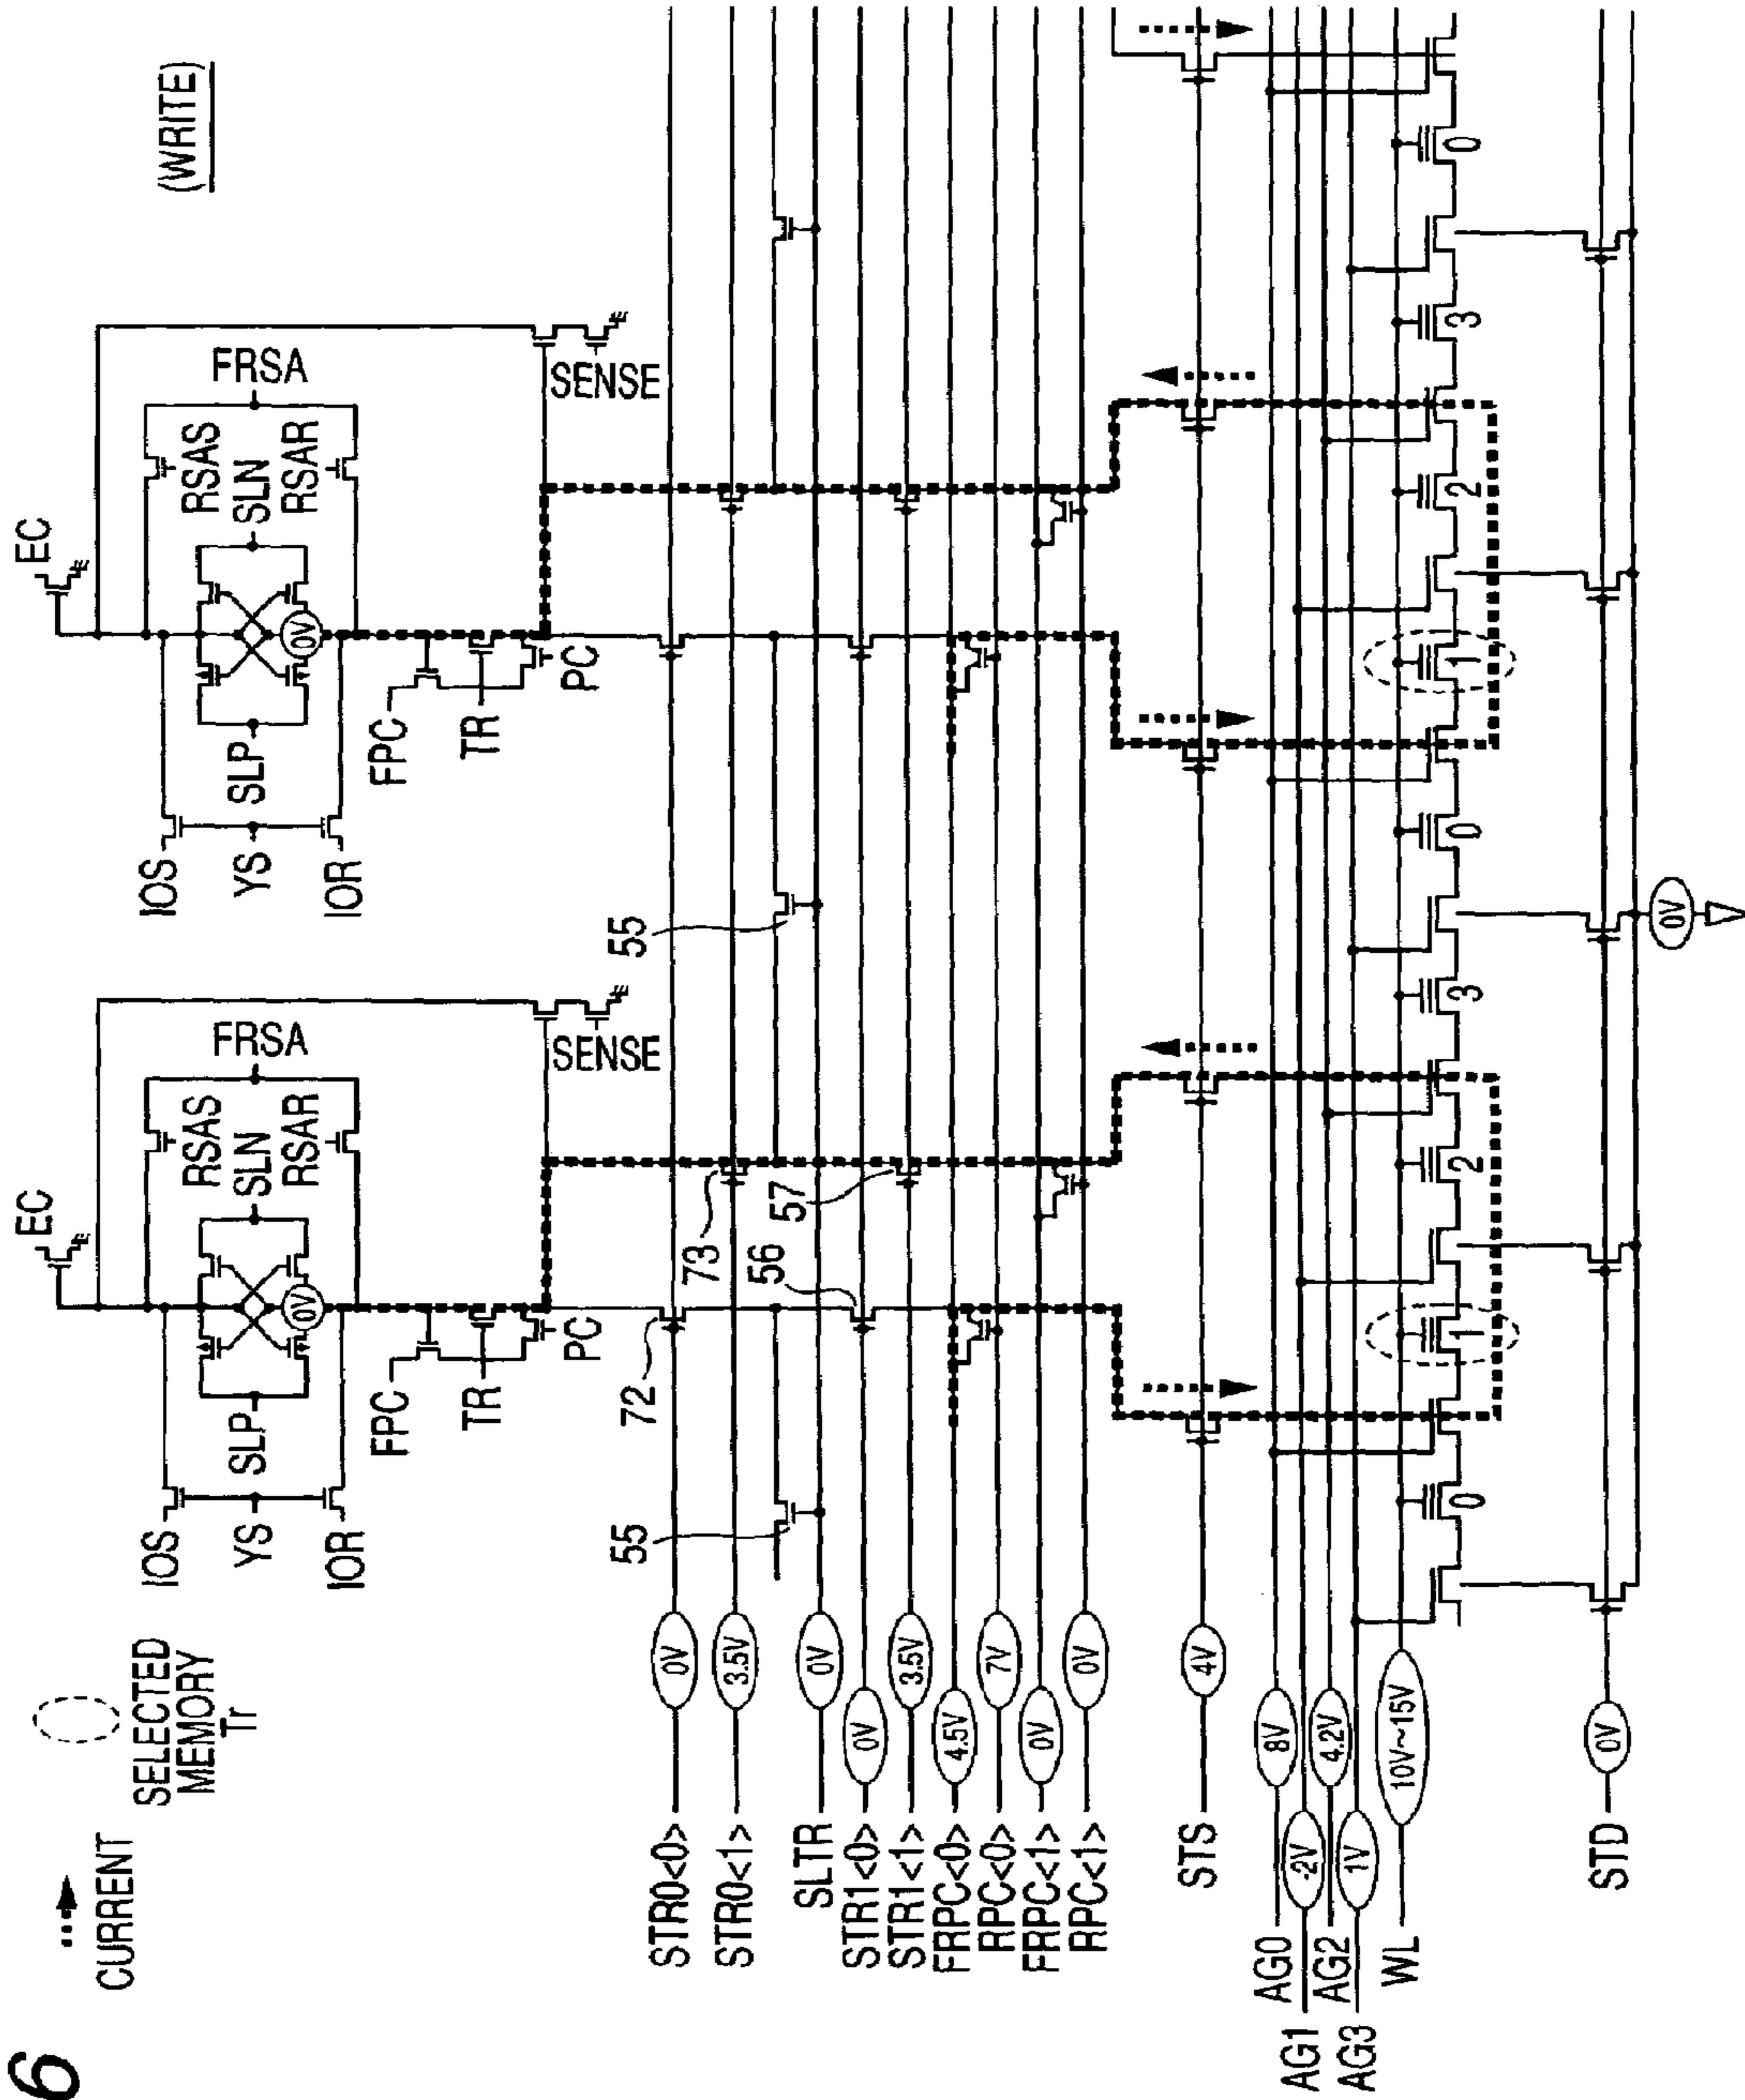 6
CURRENT
SELECTED
MEMORY
Tr
(WRITE)
EC
IOS
YS
IOR
SLP
SLN
RSAS
RSAR
FRSA
0V
FPC
TR
PC
SENSE
EC
IOS
YS
IOR
SLP
SLN
RSAS
RSAR
FRSA
0V
FPC
TR
PC
SENSE
72
73
55
55
56
57
STR0<0> 0V
STR0<1> 3.5V
SLTR 0V
STR1<0> 0V
STR1<1> 3.5V
FRPC<0> 4.5V
RPC<0> 7V
FRPC<1> 0V
RPC<1> 0V
STS 4V
AG0 8V
AG1 -2V
AG2 4.2V
AG3 1V
WL 10V~15V
0 1 2 3 0 1 2 3 0
STD 0V
0V